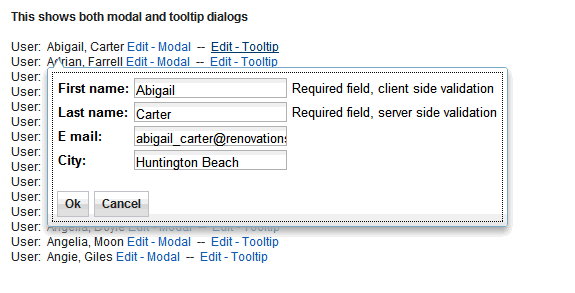 This shows both modal and tooltip dialogs
User: Abigail, Carter Edit - Modal -- Edit - Tooltip
User: Adrian, Farrell Edit - Modal -- Edit - Tooltip
User:
First name: Abigail Required field, client side validation
User:
Last name: Carter Required field, server side validation
User:
E mail: abigail_carter@renovations
User:
City: Huntington Beach
User:
User:
User:
User:
User:
Ok Cancel
User:
User: Angela, Doyle Edit - Modal -- Edit - Tooltip
User: Angelia, Moon Edit - Modal -- Edit - Tooltip
User: Angie, Giles Edit - Modal -- Edit - Tooltip